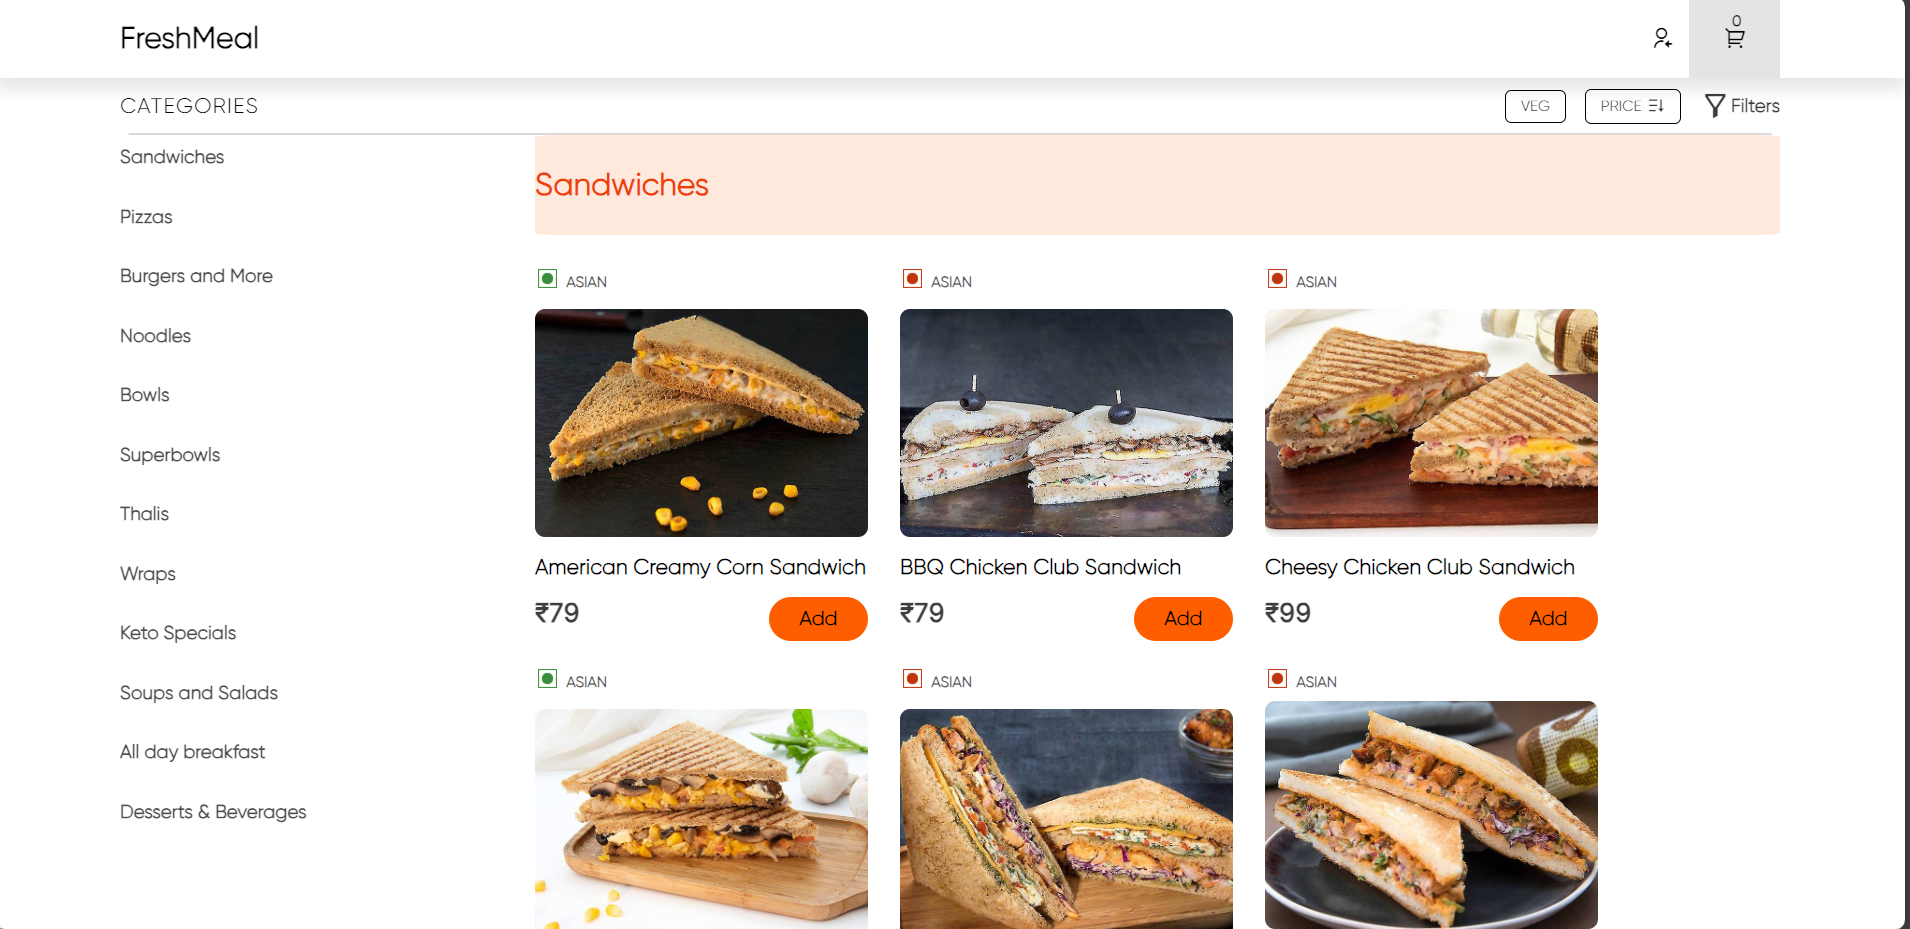 FreshMeal
0
CATEGORIES
VEG
PRICE
Filters
Sandwiches
Pizzas
Burgers and More
Noodles
Bowls
Superbowls
Thalis
Wraps
Keto Specials
Soups and Salads
All day breakfast
Desserts & Beverages
Sandwiches
ASIAN
American Creamy Corn Sandwich
₹79
Add
ASIAN
BBQ Chicken Club Sandwich
₹79
Add
ASIAN
Cheesy Chicken Club Sandwich
₹99
Add
ASIAN
ASIAN
ASIAN